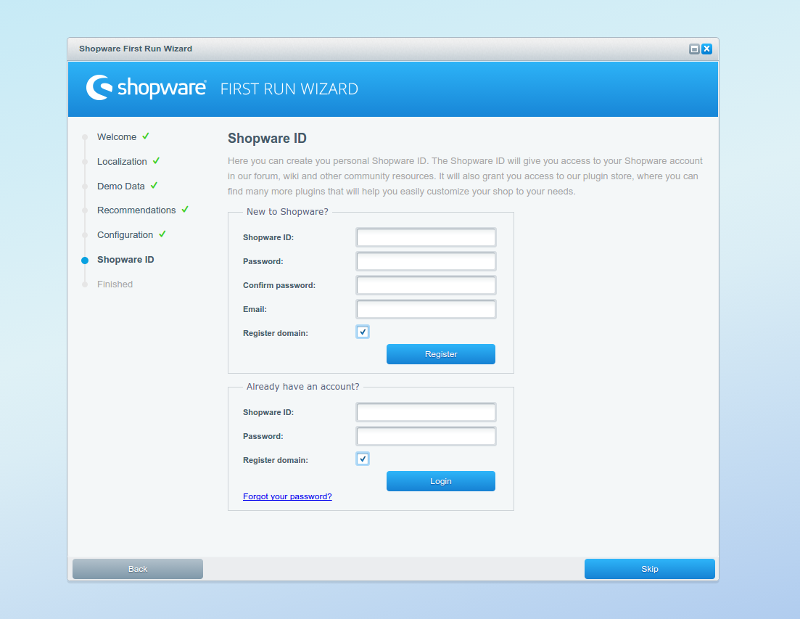 Shopware First Run Wizard
shopware FIRST RUN WIZARD
Welcome
Localization
Demo Data
Recommendations
Configuration
Shopware ID
Finished
Shopware ID
Here you can create you personal Shopware ID. The Shopware ID will give you access to your Shopware account
in our forum, wiki and other community resources. It will also grant you access to our plugin store, where you can
find many more plugins that will help you easily customize your shop to your needs.
New to Shopware?
Shopware ID:
Password:
Confirm password:
Email:
Register domain:
Register
Already have an account?
Shopware ID:
Password:
Register domain:
Login
Forgot your password?
Back
Skip